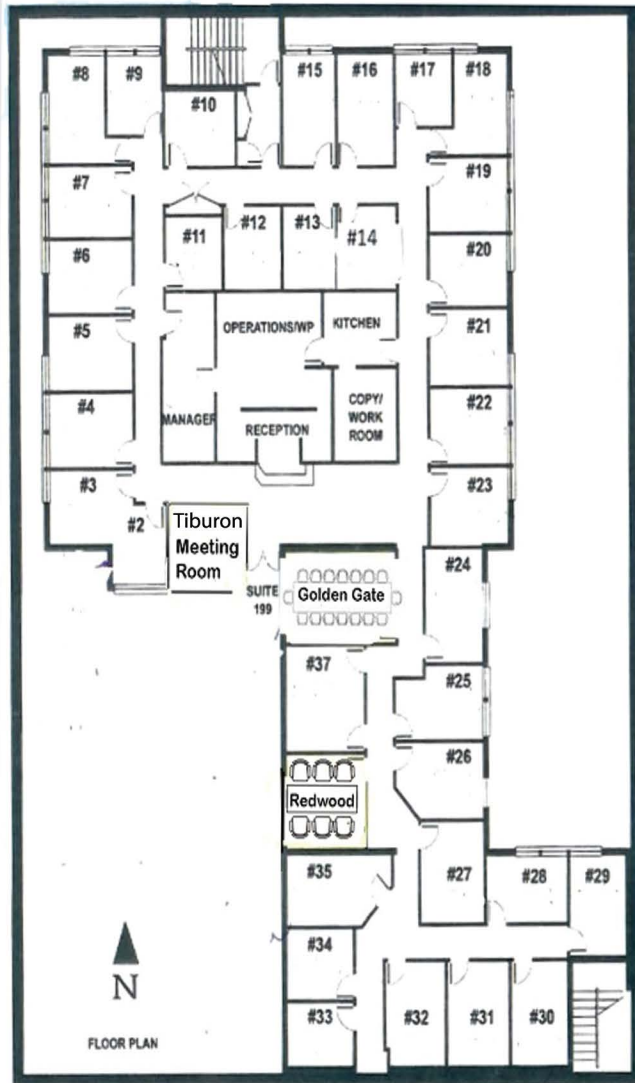 #8
#9
#10
#15
#16
#17
#18
#7
#19
#11
#12
#13
#14
#6
#20
#5
OPERATIONS/WP
KITCHEN
#21
#4
MANAGER
RECEPTION
COPY/
WORK
ROOM
#22
#3
#23
#2
Tiburon
Meeting
Room
SUITE
199
Golden Gate
#24
#37
#25
#26
Redwood
#35
#27
#28
#29
#34
#33
#32
#31
#30
N
FLOOR PLAN